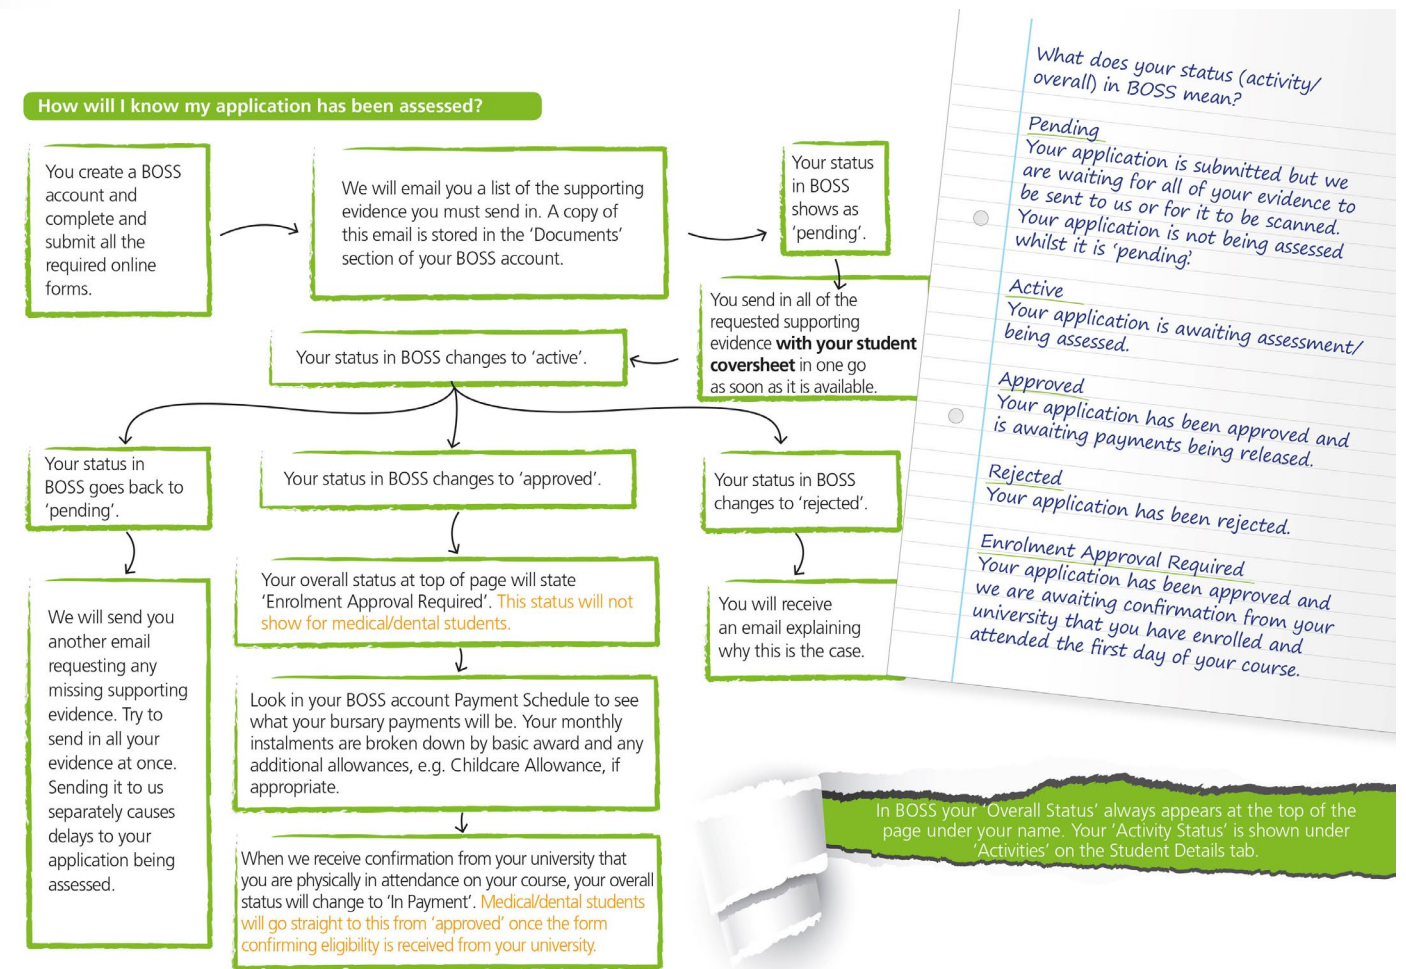 How will I know my application has been assessed?
You create a BOSS
account and
complete and
submit all the
required online
forms.
We will email you a list of the supporting
evidence you must send in. A copy of
this email is stored in the ‘Documents’
section of your BOSS account.
Your status
in BOSS
shows as
‘pending’.
You send in all of the
requested supporting
evidence with your student
coversheet in one go
as soon as it is available.
Your status in BOSS changes to ‘active’.
Your status in
BOSS goes back to
‘pending’.
We will send you
another email
requesting any
missing supporting
evidence. Try to
send in all your
evidence at once.
Sending it to us
separately causes
delays to your
application being
assessed.
Your status in BOSS changes to ‘approved’.
Your overall status at top of page will state
‘Enrolment Approval Required’. This status will not
show for medical/dental students.
Look in your BOSS account Payment Schedule to see
what your bursary payments will be. Your monthly
instalments are broken down by basic award and any
additional allowances, e.g. Childcare Allowance, if
appropriate.
When we receive confirmation from your university that
you are physically in attendance on your course, your overall
status will change to ‘In Payment’. Medical/dental students
will go straight to this from ‘approved’ once the form
confirming eligibility is received from your university.
Your status in BOSS
changes to ‘rejected’.
You will receive
an email explaining
why this is the case.
What does your status (activity/
overall) in BOSS mean?
Pending
Your application is submitted but we
are waiting for all of your evidence to
be sent to us or for it to be scanned.
Your application is not being assessed
whilst it is ‘pending’.
Active
Your application is awaiting assessment/
being assessed.
Approved
Your application has been approved and
is awaiting payments being released.
Rejected
Your application has been rejected.
Enrolment Approval Required
Your application has been approved and
we are awaiting confirmation from your
university that you have enrolled and
attended the first day of your course.
In BOSS your ‘Overall Status’ always appears at the top of the
page under your name. Your ‘Activity Status’ is shown under
‘Activities’ on the Student Details tab.